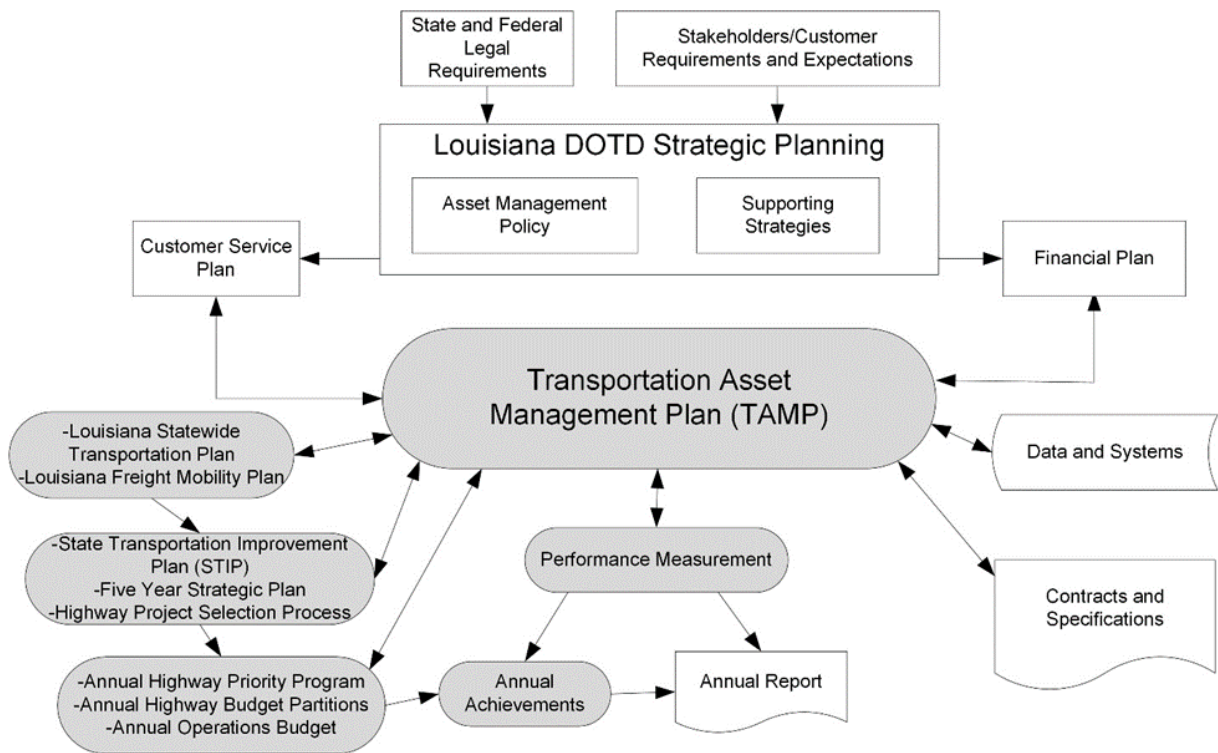 State and Federal
Legal
Requirements
Stakeholders/Customer
Requirements and Expectations
Louisiana DOTD Strategic Planning
Asset Management
Policy
Supporting
Strategies
Customer Service
Plan
Financial Plan
Transportation Asset
Management Plan (TAMP)
-Louisiana Statewide
Transportation Plan
-Louisiana Freight Mobility Plan
Data and Systems
-State Transportation Improvement
Plan (STIP)
-Five Year Strategic Plan
-Highway Project Selection Process
Performance Measurement
Contracts and
Specifications
-Annual Highway Priority Program
-Annual Highway Budget Partitions
-Annual Operations Budget
Annual
Achievements
Annual Report